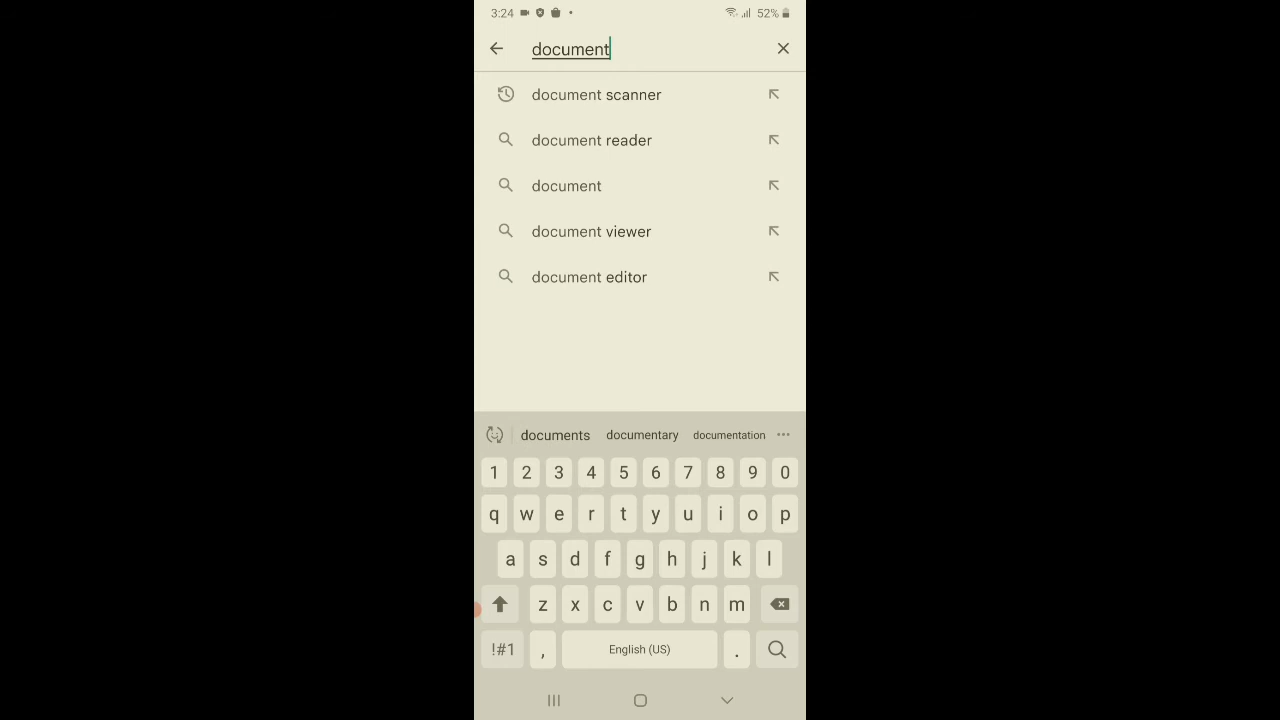 3:24 52%
document
document scanner
document reader
document
document viewer
document editor
documents documentary documentation
1 2 3 4 5 6 7 8 9 0
q w e r t y u i o p
a s d f g h j k l
z x c v b n m
!#1 , English (US) .